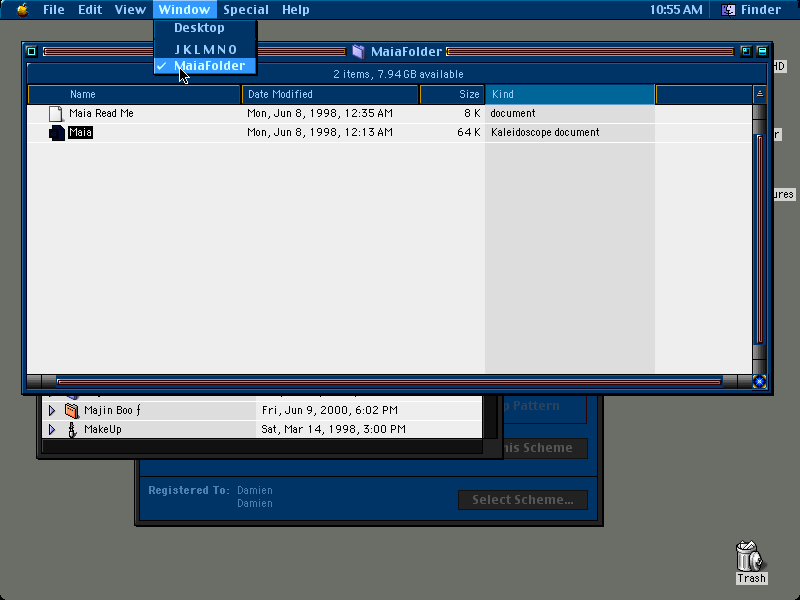 File Edit View Window Special Help 10:55 AM Finder
Desktop
JKLMNO
MaiaFolder
MaiaFolder
2 items, 7.94 GB available
Name Date Modified Size Kind
Maia Read Me Mon, Jun 8, 1998, 12:35 AM 8 K document
Maia Mon, Jun 8, 1998, 12:13 AM 64 K Kaleidoscope document
HD
r
ures
Majin Boo ƒ Fri, Jun 9, 2000, 6:02 PM
MakeUp Sat, Mar 14, 1998, 3:00 PM
p Pattern
his Scheme
Registered To: Damien
Damien
Select Scheme...
Trash